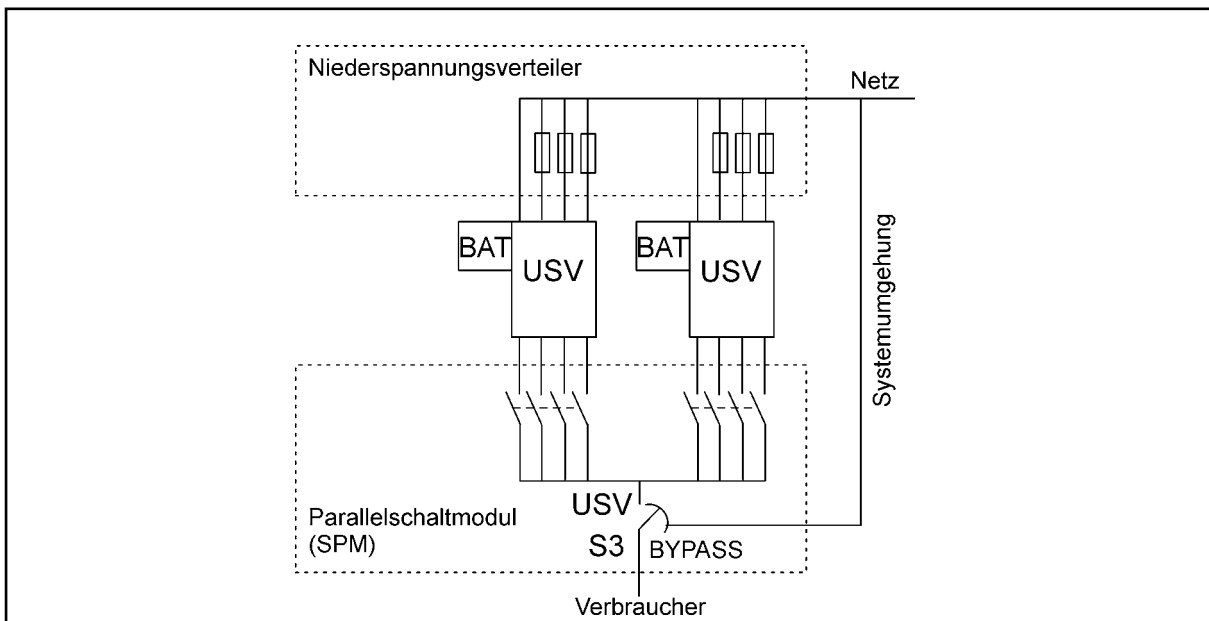 Niederspannungsverteiler
Netz
BAT
USV
BAT
USV
Systemumgehung
USV
Parallelschaltmodul
(SPM)
S3
BYPASS
Verbraucher